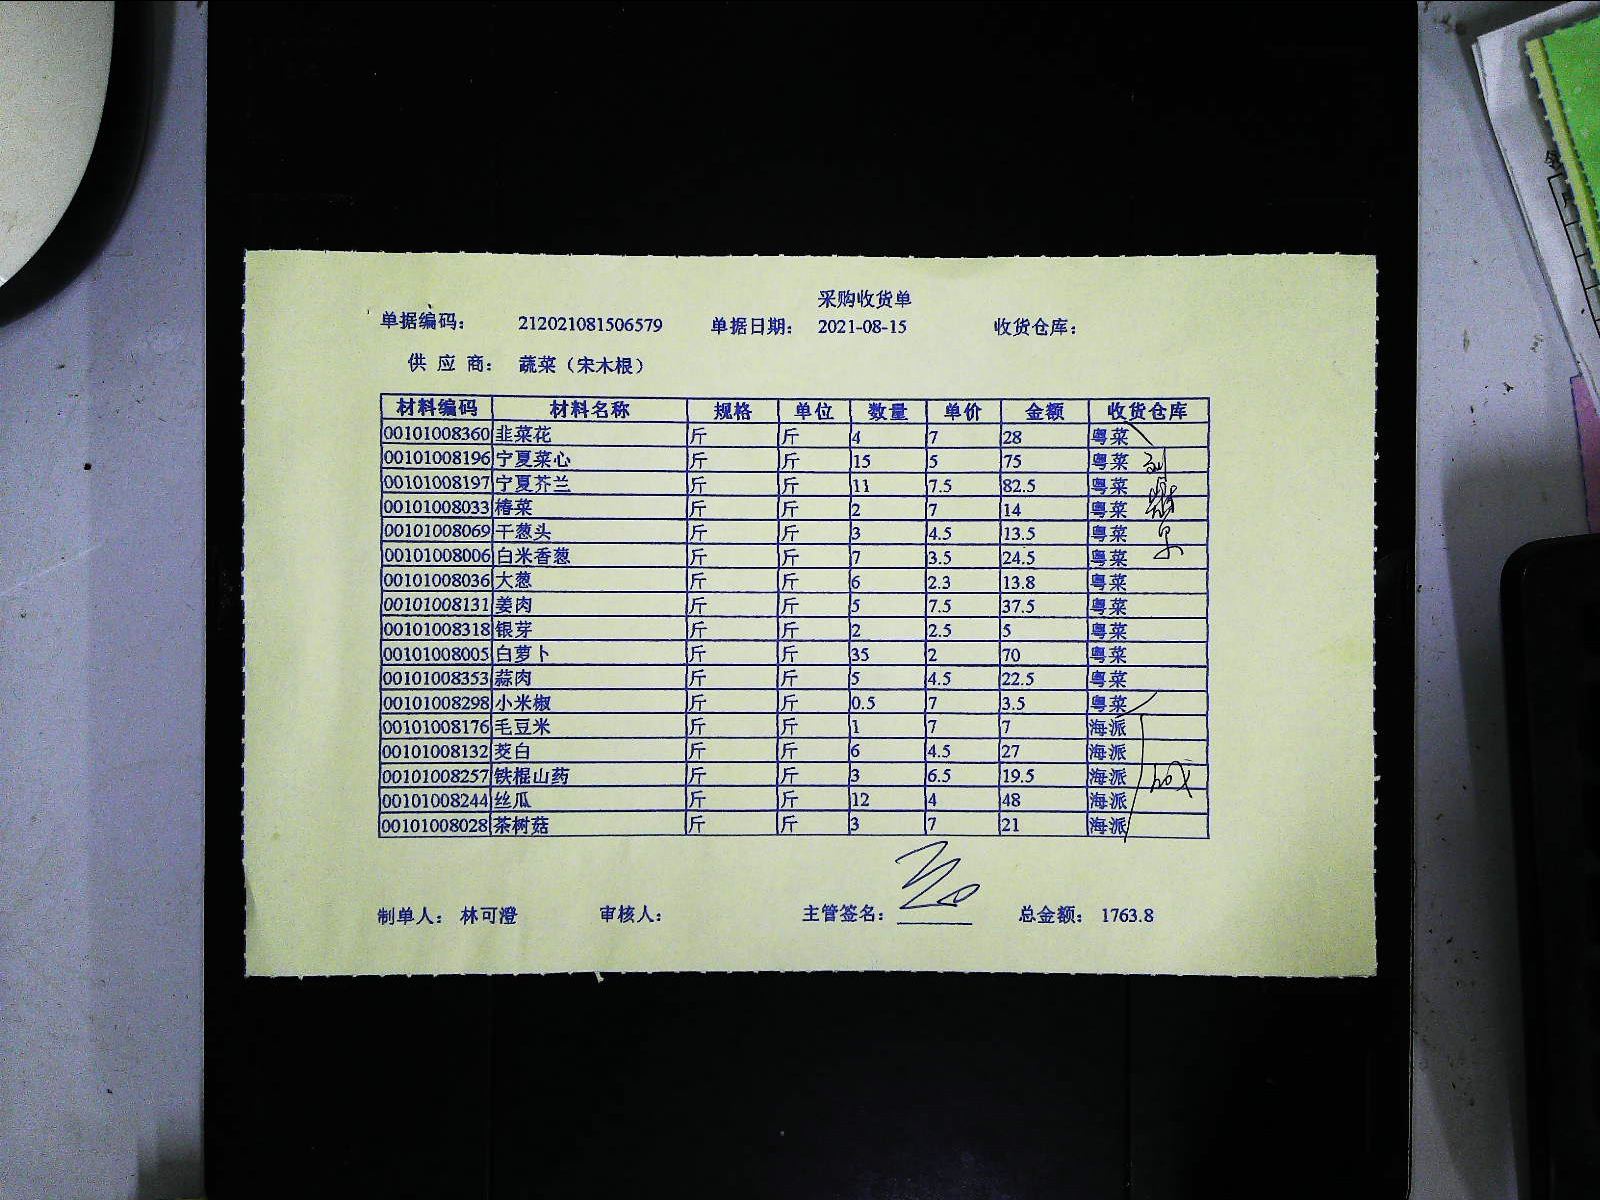 采购收货单
单据编码： 212021081506579 单据日期： 2021-08-15 收货仓库：
供 应 商： 蔬菜（宋木根）
材料编码 材料名称 规格 单位 数量 单价 金额 收货仓库
00101008360 韭菜花 斤 斤 4 7 28 粤菜
00101008196 宁夏菜心 斤 斤 15 5 75 粤菜
00101008197 宁夏芥兰 斤 斤 11 7.5 82.5 粤菜
00101008033 椿菜 斤 斤 2 7 14 粤菜
00101008069 干葱头 斤 斤 3 4.5 13.5 粤菜
00101008006 白米香葱 斤 斤 7 3.5 24.5 粤菜
00101008036 大葱 斤 斤 6 2.3 13.8 粤菜
00101008131 姜肉 斤 斤 5 7.5 37.5 粤菜
00101008318 银芽 斤 斤 2 2.5 5 粤菜
00101008005 白萝卜 斤 斤 35 2 70 粤菜
00101008353 蒜肉 斤 斤 5 4.5 22.5 粤菜
00101008298 小米椒 斤 斤 0.5 7 3.5 粤菜
00101008176 毛豆米 斤 斤 1 7 7 海派
00101008132 茭白 斤 斤 6 4.5 27 海派
00101008257 铁棍山药 斤 斤 3 6.5 19.5 海派
00101008244 丝瓜 斤 斤 12 4 48 海派
00101008028 茶树菇 斤 斤 3 7 21 海派
制单人： 林可澄 审核人： 主管签名： 总金额： 1763.8